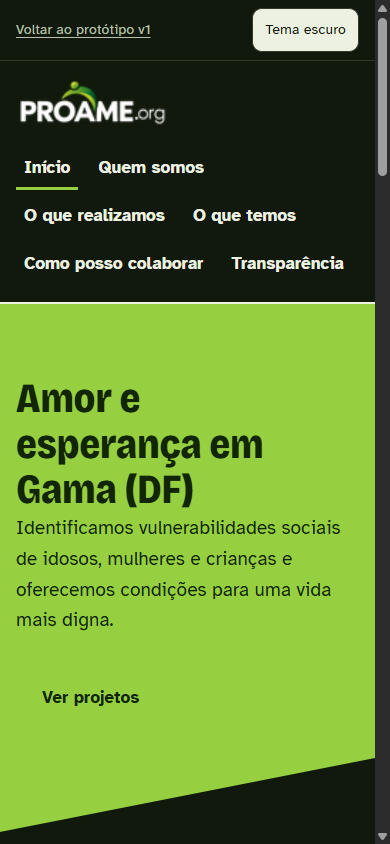 Voltar ao protótipo v1
Tema escuro
PROAME.org
Início
Quem somos
O que realizamos
O que temos
Como posso colaborar
Transparência
Amor e
esperança em
Gama (DF)
Identificamos vulnerabilidades sociais
de idosos, mulheres e crianças e
oferecemos condições para uma vida
mais digna.
Ver projetos